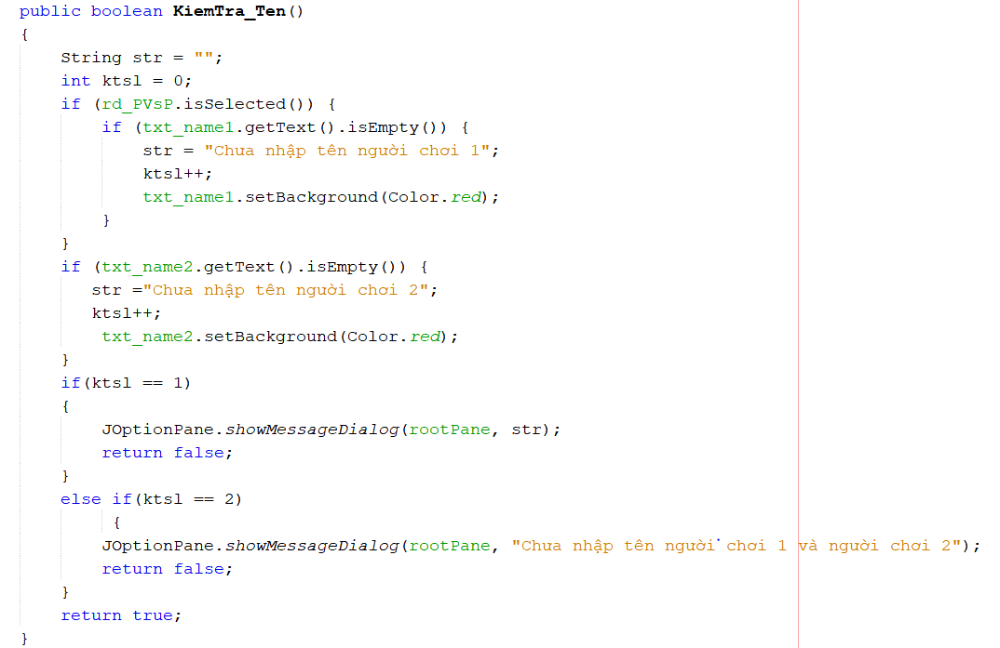 public boolean KiemTra_Ten()
{
    String str = "";
    int ktsl = 0;
    if (rd_PVsP.isSelected()) {
        if (txt_name1.getText().isEmpty()) {
            str = "Chưa nhập tên người chơi 1";
            ktsl++;
            txt_name1.setBackground(Color.red);
        }
    }
    if (txt_name2.getText().isEmpty()) {
       str ="Chưa nhập tên người chơi 2";
       ktsl++;
        txt_name2.setBackground(Color.red);
    }
    if(ktsl == 1)
    {
        JOptionPane.showMessageDialog(rootPane, str);
        return false;
    }
    else if(ktsl == 2)
         {
        JOptionPane.showMessageDialog(rootPane, "Chưa nhập tên người chơi 1 và người chơi 2");
        return false;
    }
    return true;
}